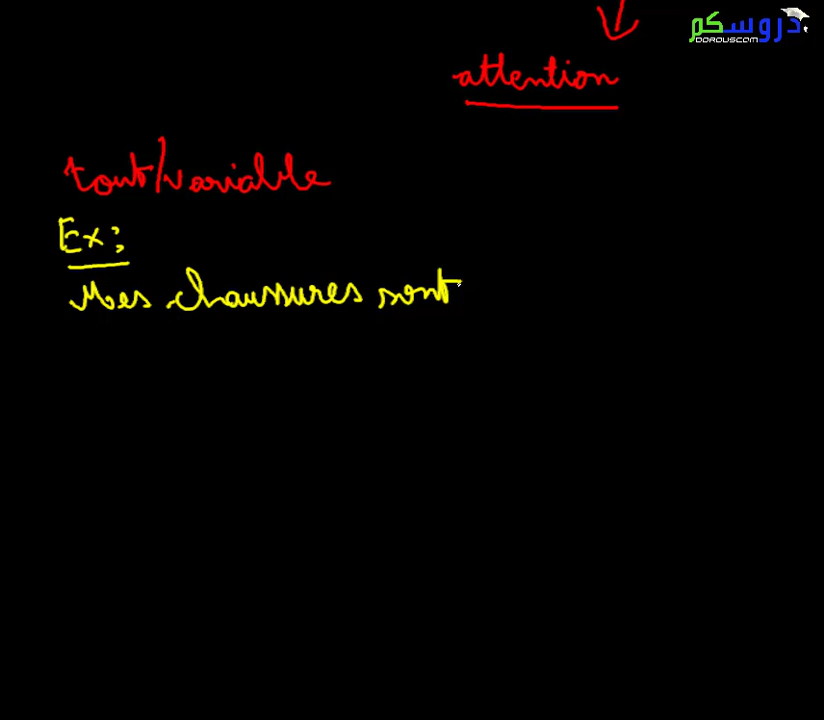 دروسكم
DOROUSCOM
attention
tout/variable
Ex:
Mes chaussures sont